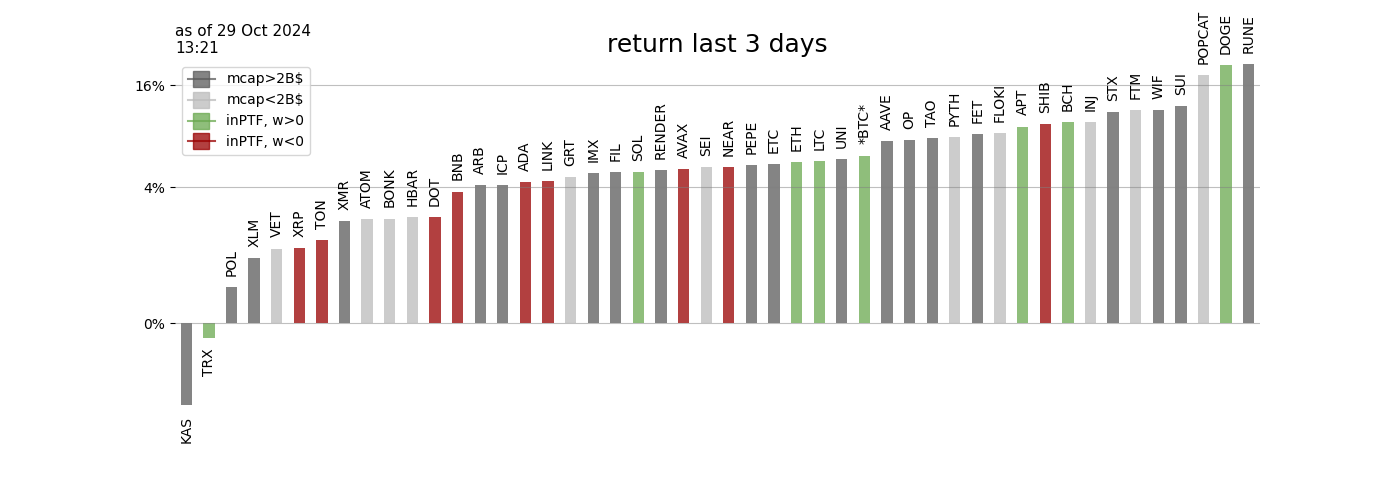 as of 29 Oct 2024
13:21
return last 3 days
mcap>2B$
mcap<2B$
inPTF, w>0
inPTF, w<0
16%
4%
0%
KAS
TRX
POL
XLM
VET
XRP
TON
XMR
ATOM
BONK
HBAR
DOT
BNB
ARB
ICP
ADA
LINK
GRT
IMX
FIL
SOL
RENDER
AVAX
SEI
NEAR
PEPE
ETC
ETH
LTC
UNI
*BTC*
AAVE
OP
TAO
PYTH
FET
FLOKI
APT
SHIB
BCH
INJ
STX
FTM
WIF
SUI
POPCAT
DOGE
RUNE